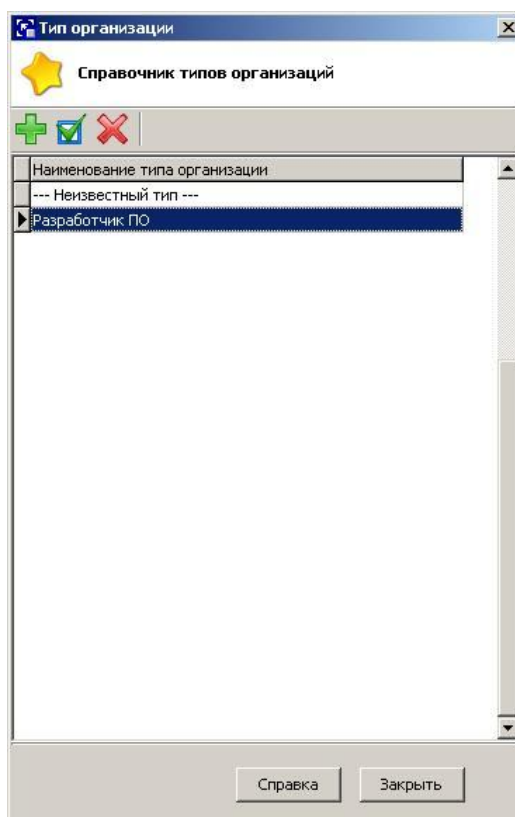 Тип организации
Справочник типов организаций
Наименование типа организации
--- Неизвестный тип ---
Разработчик ПО
Справка
Закрыть